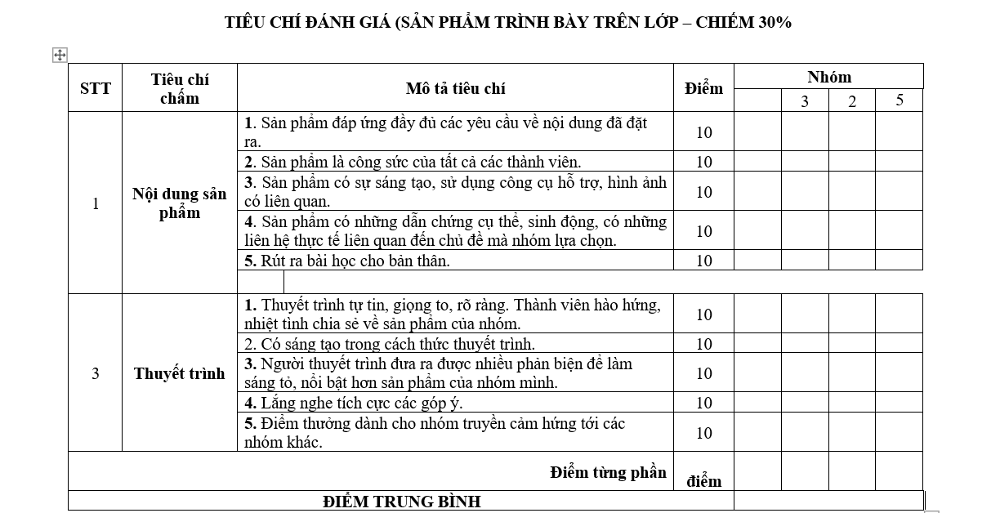 TIÊU CHÍ ĐÁNH GIÁ (SẢN PHẨM TRÌNH BÀY TRÊN LỚP – CHIẾM 30%
STT
Tiêu chí
chấm
Mô tả tiêu chí
Điểm
Nhóm
3 2 5
1
Nội dung sản
phẩm
1. Sản phẩm đáp ứng đầy đủ các yêu cầu về nội dung đã đặt
ra.
10
2. Sản phẩm là công sức của tất cả các thành viên.
10
3. Sản phẩm có sự sáng tạo, sử dụng công cụ hỗ trợ, hình ảnh
có liên quan.
10
4. Sản phẩm có những dẫn chứng cụ thể, sinh động, có những
liên hệ thực tế liên quan đến chủ đề mà nhóm lựa chọn.
10
5. Rút ra bài học cho bản thân.
10
3
Thuyết trình
1. Thuyết trình tự tin, giọng to, rõ ràng. Thành viên hào hứng,
nhiệt tình chia sẻ về sản phẩm của nhóm.
10
2. Có sáng tạo trong cách thức thuyết trình.
10
3. Người thuyết trình đưa ra được nhiều phản biện để làm
sáng tỏ, nổi bật hơn sản phẩm của nhóm mình.
10
4. Lắng nghe tích cực các góp ý.
10
5. Điểm thưởng dành cho nhóm truyền cảm hứng tới các
nhóm khác.
10
Điểm từng phần
điểm
ĐIỂM TRUNG BÌNH